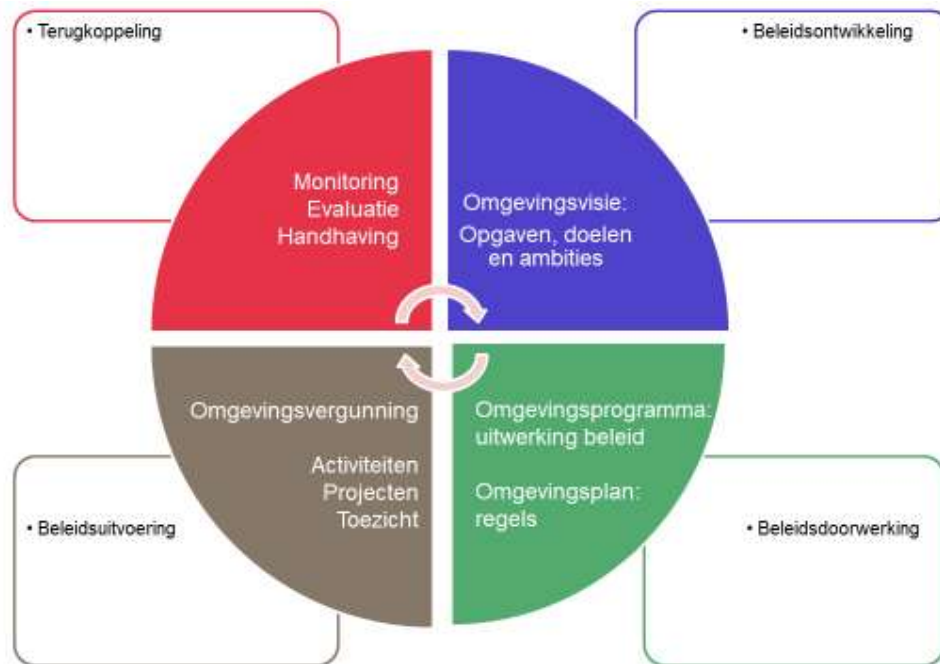 • Terugkoppeling
• Beleidsontwikkeling
Monitoring
Evaluatie
Handhaving
Omgevingsvisie:
Opgaven, doelen
en ambities
Omgevingsvergunning
Activiteiten
Projecten
Toezicht
Omgevingsprogramma:
uitwerking beleid
Omgevingsplan:
regels
• Beleidsuitvoering
• Beleidsdoorwerking